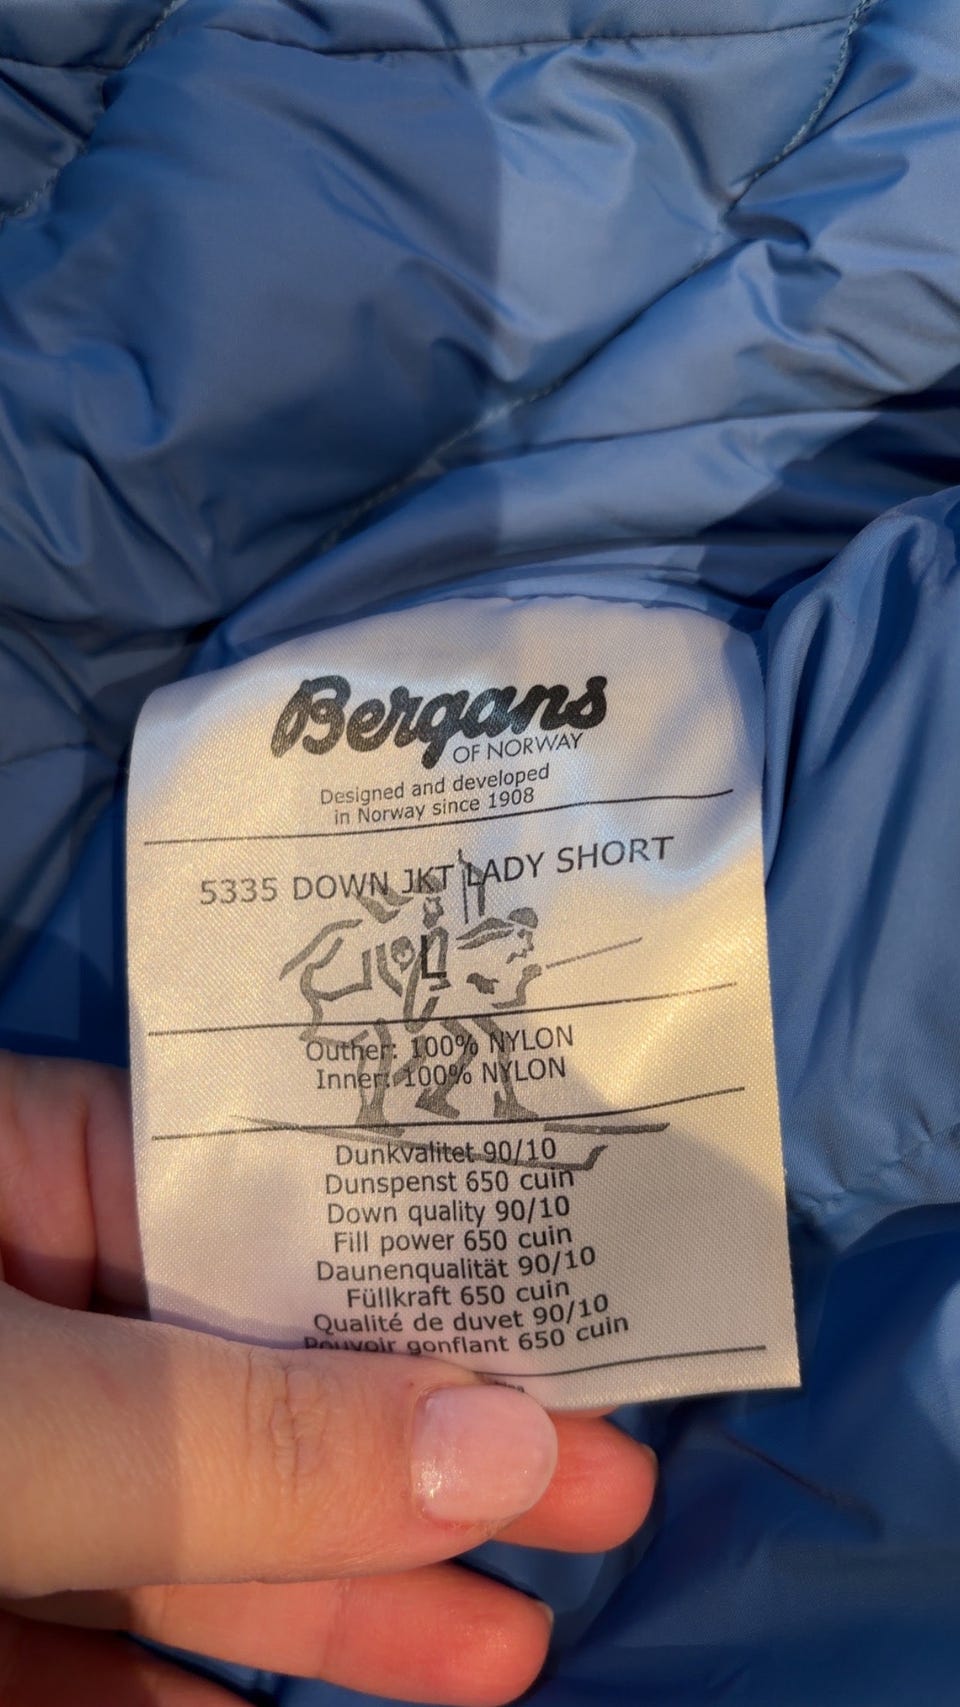 Bergans
OF NORWAY
Designed and developed
in Norway since 1908
5335 DOWN JKT LADY SHORT
L
Outher: 100% NYLON
Inner: 100% NYLON
Dunkvalitet 90/10
Dunspenst 650 cuin
Down quality 90/10
Fill power 650 cuin
Daunenqualität 90/10
Füllkraft 650 cuin
Qualité de duvet 90/10
Pouvoir gonflant 650 cuin